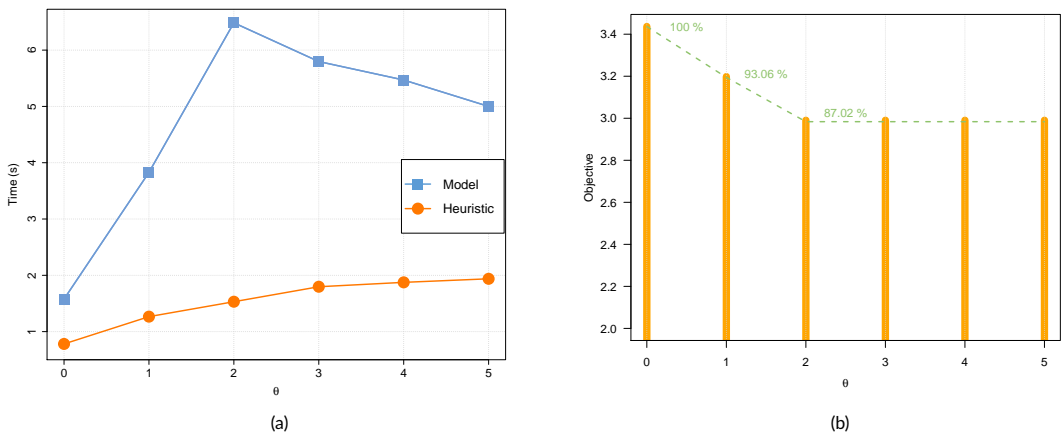 Time (s)
6
5
4
3
2
1
Model
Heuristic
0 1 2 3 4 5
θ
(a)
Objective
3.4
3.2
3.0
2.8
2.6
2.4
2.2
2.0
100 %
93.06 %
87.02 %
0 1 2 3 4 5
θ
(b)